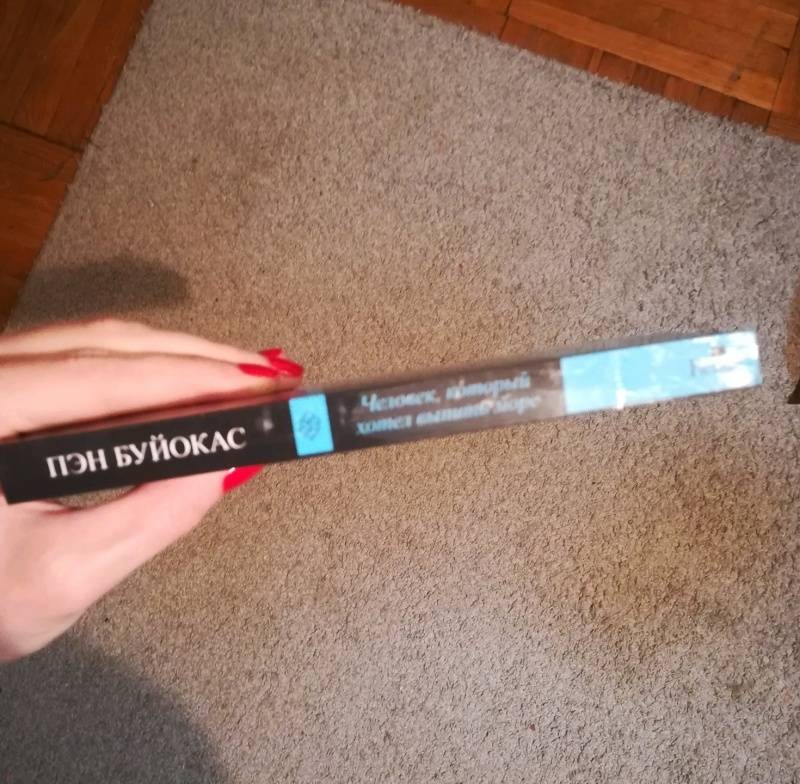 ПЭН БУЙОКАС
Человек, который
хотел выпить море